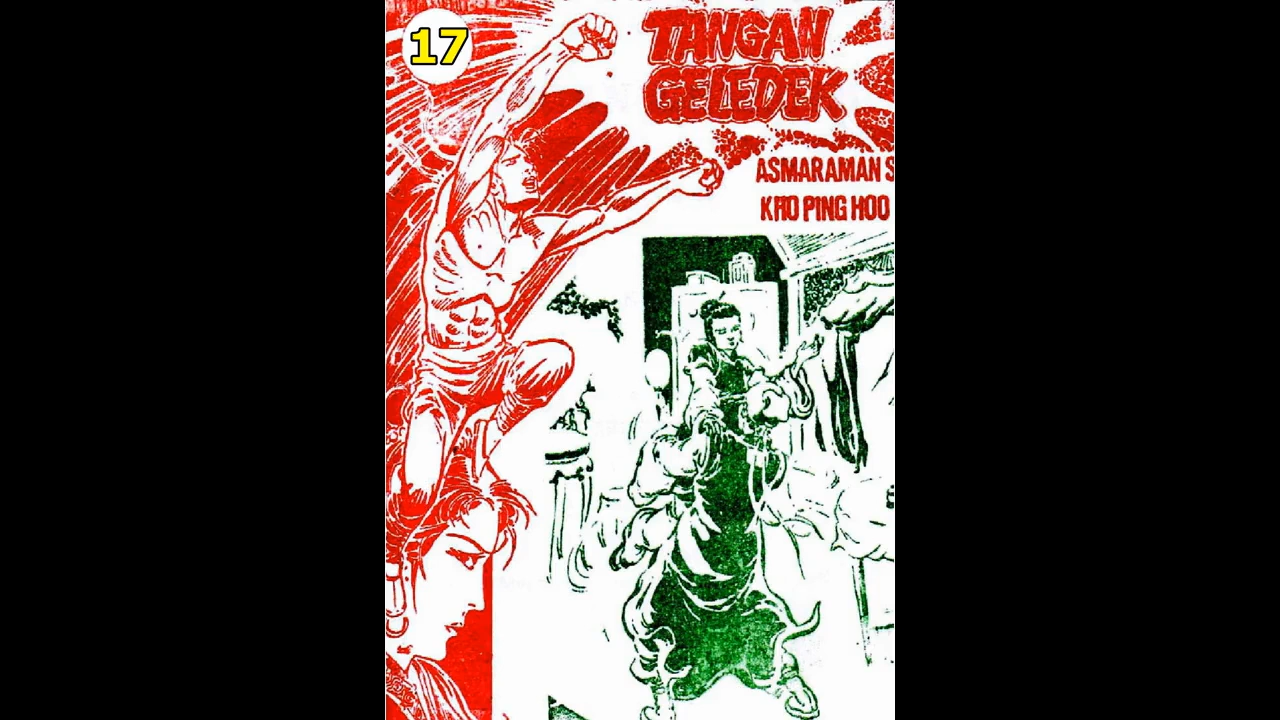 17
TANGAN
GELEDEK
ASMARAMAN S
KHO PING HOO